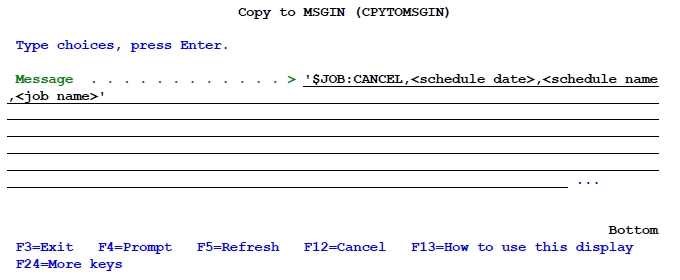 Copy to MSGIN (CPYTOMSGIN)
Type choices, press Enter.
Message . . . . . . . . . . . . > '$JOB:CANCEL,<schedule date>,<schedule name
,<job name>'
...
Bottom
F3=Exit F4=Prompt F5=Refresh F12=Cancel F13=How to use this display
F24=More keys